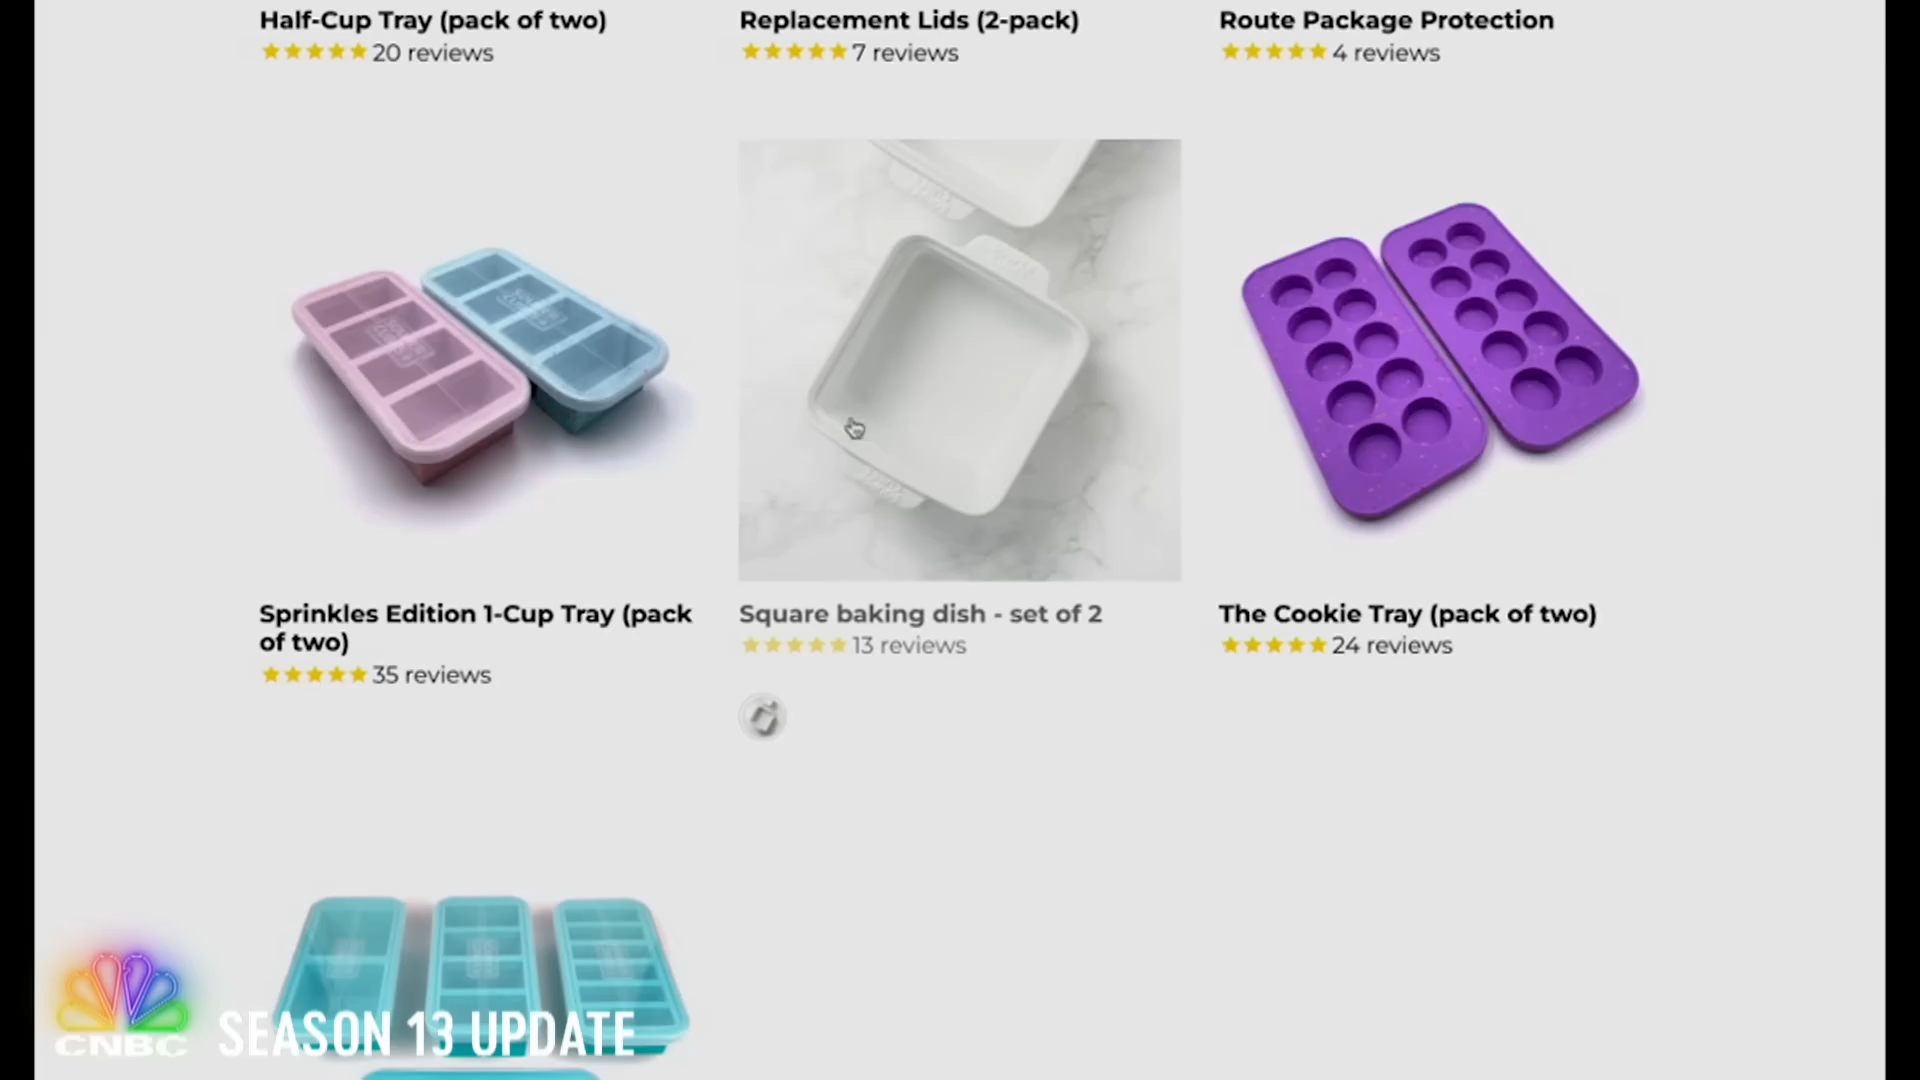 Half-Cup Tray (pack of two)
20 reviews
Replacement Lids (2-pack)
7 reviews
Route Package Protection
4 reviews
Sprinkles Edition 1-Cup Tray (pack
of two)
35 reviews
Square baking dish - set of 2
13 reviews
The Cookie Tray (pack of two)
24 reviews
CNBC
SEASON 13 UPDATE